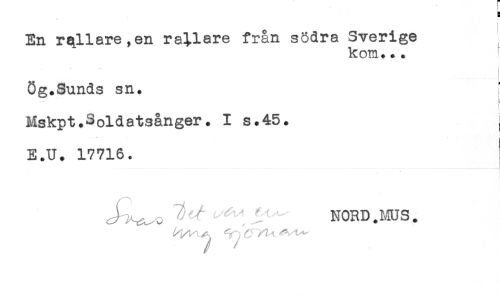 En rallare,en rallare från södra Sverige
kom...
Ög.Sunds sn.
Mskpt.Soldatsånger. I s.45.
E.U. 17716.
Svas Det var en
ung sjöman
NORD.MUS.